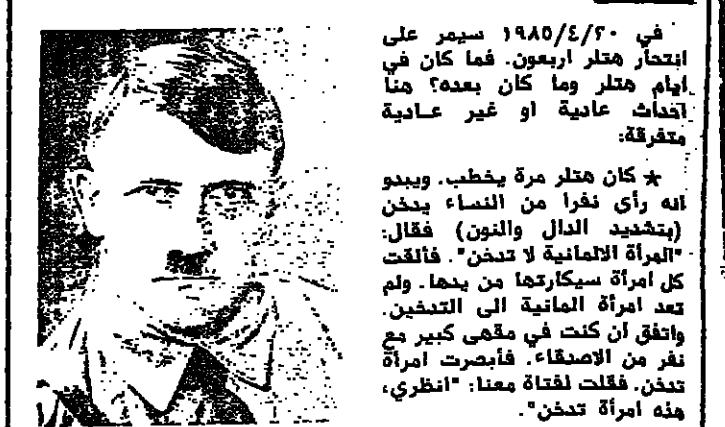 في ١٩٨٥/٤/٢٠ سيمر على
انتحار هتلر اربعون. فما كان في
ايام هتلر وما كان بعده؟ هنا
احداث عادية او غير عادية
متفرقة:
★ كان هتلر مرة يخطب. ويبدو
انه رأى نفرا من النساء يدخن
(بتشديد الدال والنون) فقال:
"المرأة الالمانية لا تدخن". فألقت
كل امرأة سيكارتها من يدها. ولم
تعد امرأة المانية الى التدخين.
واتفق أن كنت في مقهى كبير مع
نفر من الاصدقاء. فأبصرت امرأة
تدخن. فقلت لفتاة معنا: "انظري،
هذه امرأة تدخن".